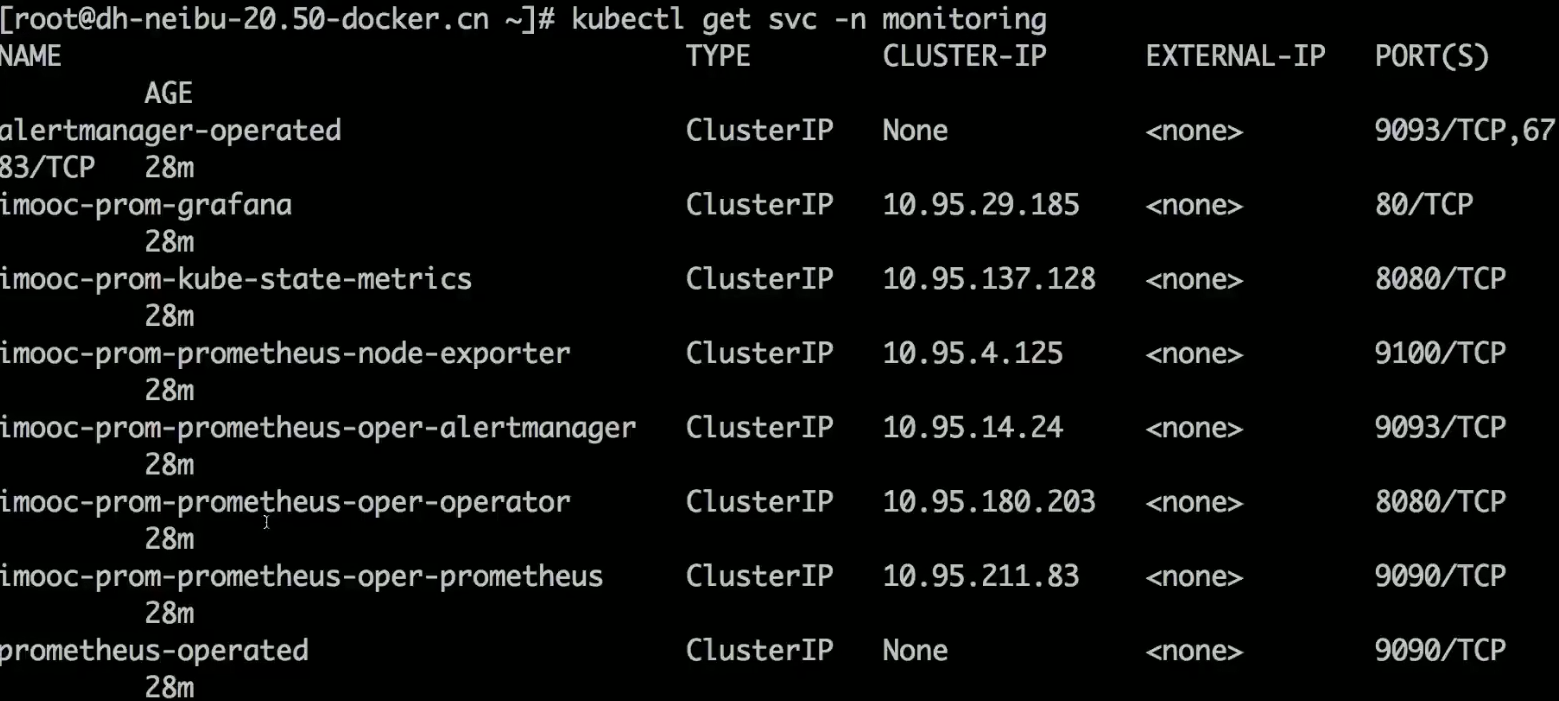 [root@dh-neibu-20.50-docker.cn ~]# kubectl get svc -n monitoring
NAME TYPE CLUSTER-IP EXTERNAL-IP PORT(S)
AGE
alertmanager-operated ClusterIP None <none> 9093/TCP,67
83/TCP 28m
imooc-prom-grafana ClusterIP 10.95.29.185 <none> 80/TCP
28m
imooc-prom-kube-state-metrics ClusterIP 10.95.137.128 <none> 8080/TCP
28m
imooc-prom-prometheus-node-exporter ClusterIP 10.95.4.125 <none> 9100/TCP
28m
imooc-prom-prometheus-oper-alertmanager ClusterIP 10.95.14.24 <none> 9093/TCP
28m
imooc-prom-prometheus-oper-operator ClusterIP 10.95.180.203 <none> 8080/TCP
28m
imooc-prom-prometheus-oper-prometheus ClusterIP 10.95.211.83 <none> 9090/TCP
28m
prometheus-operated ClusterIP None <none> 9090/TCP
28m